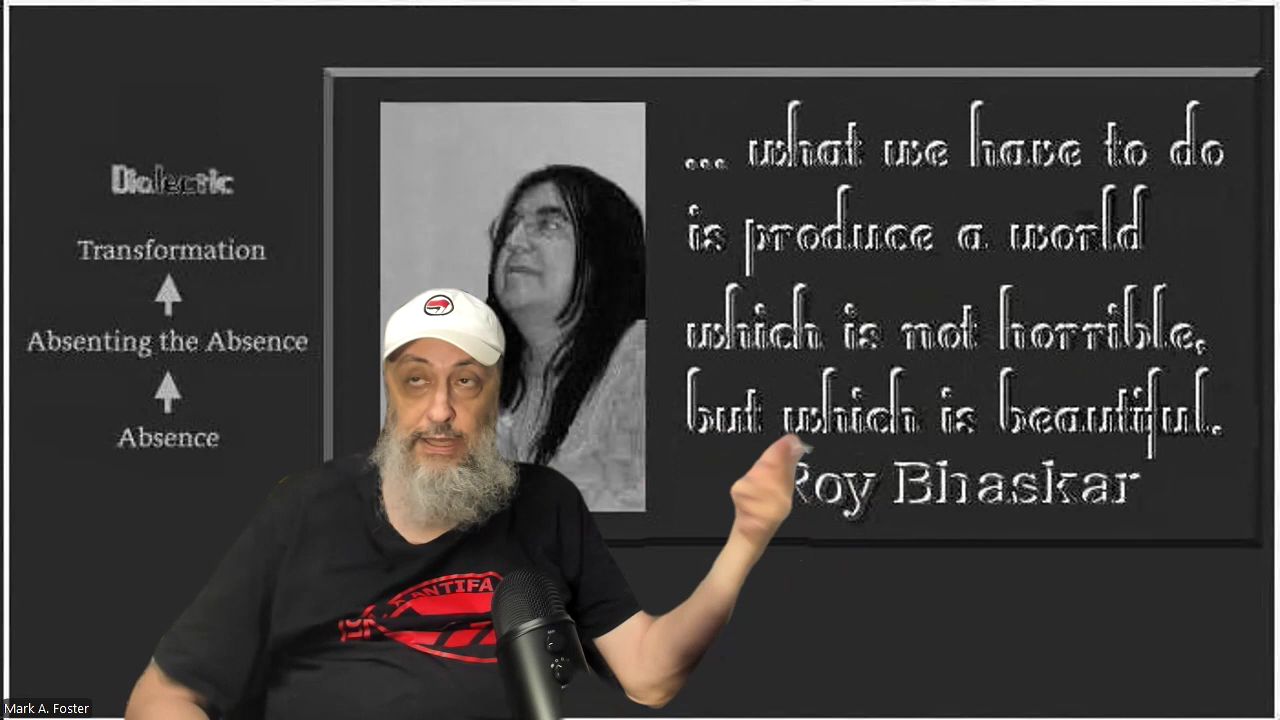 Dialectic
Transformation
Absenting the Absence
Absence
... what we have to do
is produce a world
which is not horrible,
but which is beautiful.
Roy Bhaskar
ANTIFA
Mark A. Foster